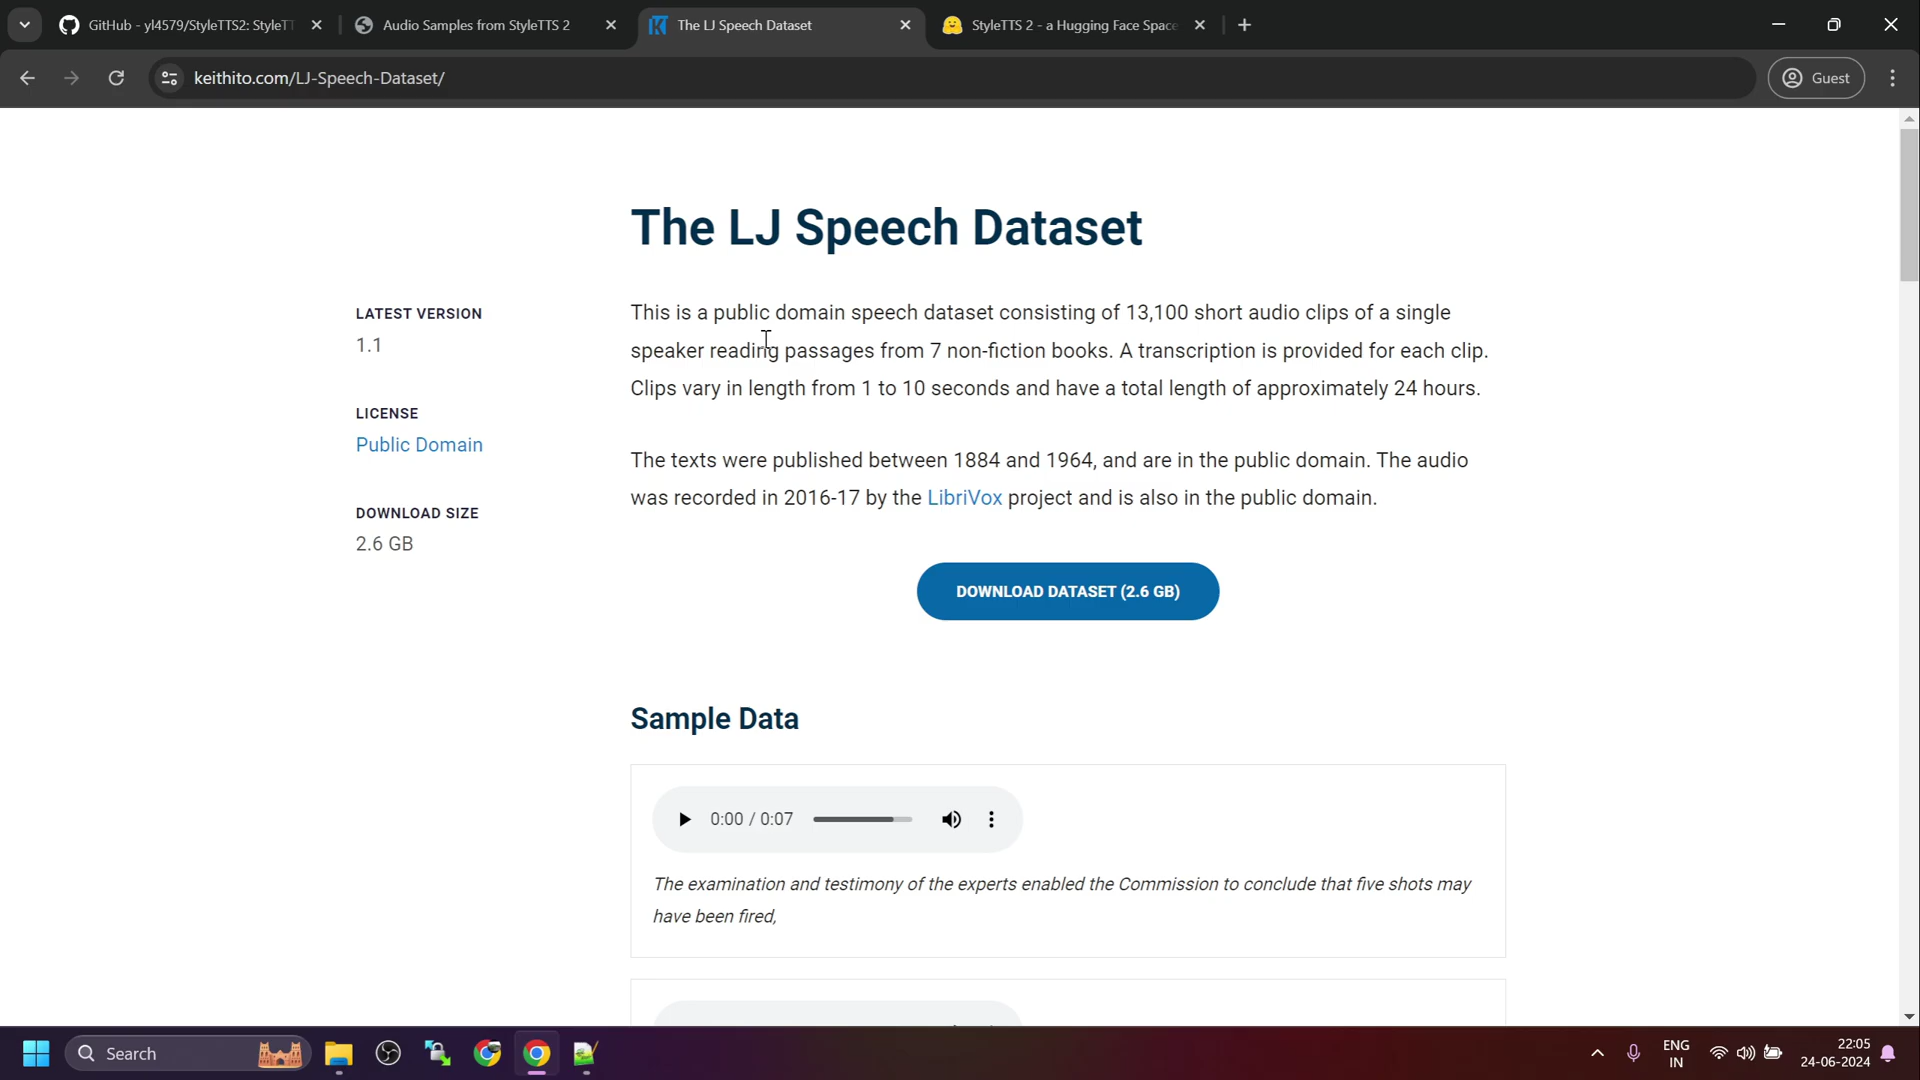 GitHub - yl4579/StyleTTS2: StyleTT
Audio Samples from StyleTTS 2
The LJ Speech Dataset
StyleTTS 2 - a Hugging Face Space
keithito.com/LJ-Speech-Dataset/
Guest
The LJ Speech Dataset
LATEST VERSION
1.1
LICENSE
Public Domain
DOWNLOAD SIZE
2.6 GB
This is a public domain speech dataset consisting of 13,100 short audio clips of a single
speaker reading passages from 7 non-fiction books. A transcription is provided for each clip.
Clips vary in length from 1 to 10 seconds and have a total length of approximately 24 hours.
The texts were published between 1884 and 1964, and are in the public domain. The audio
was recorded in 2016-17 by the LibriVox project and is also in the public domain.
DOWNLOAD DATASET (2.6 GB)
Sample Data
0:00 / 0:07
The examination and testimony of the experts enabled the Commission to conclude that five shots may
have been fired,
Search
ENG
IN
22:05
24-06-2024